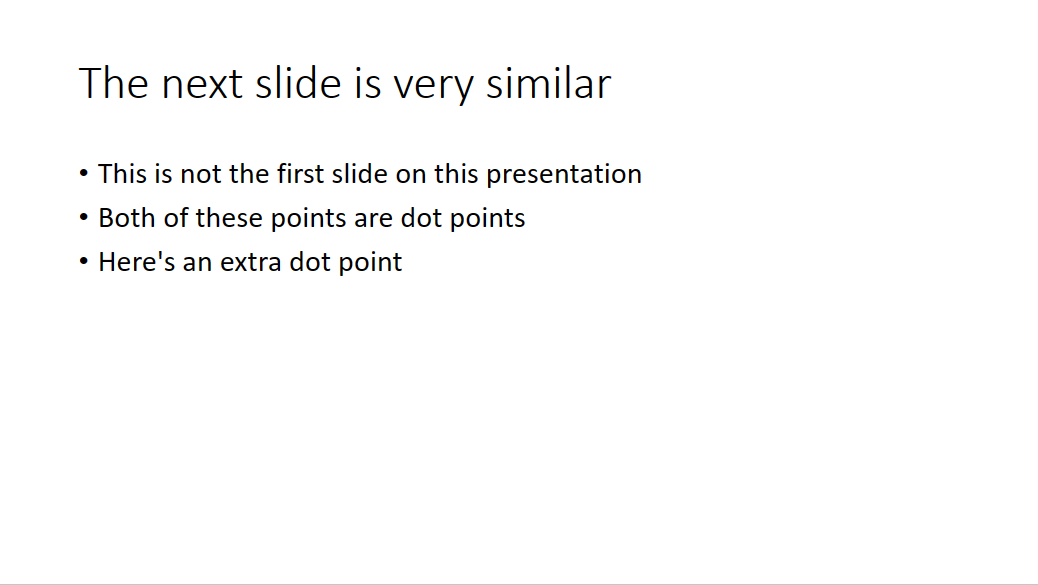 The next slide is very similar
• This is not the first slide on this presentation
• Both of these points are dot points
• Here's an extra dot point